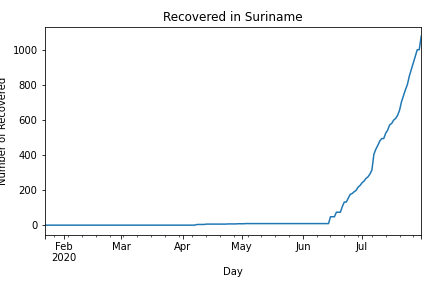 Recovered in Suriname
Number of Recovered
1000
800
600
400
200
0
Feb
2020
Mar
Apr
May
Jun
Jul
Day